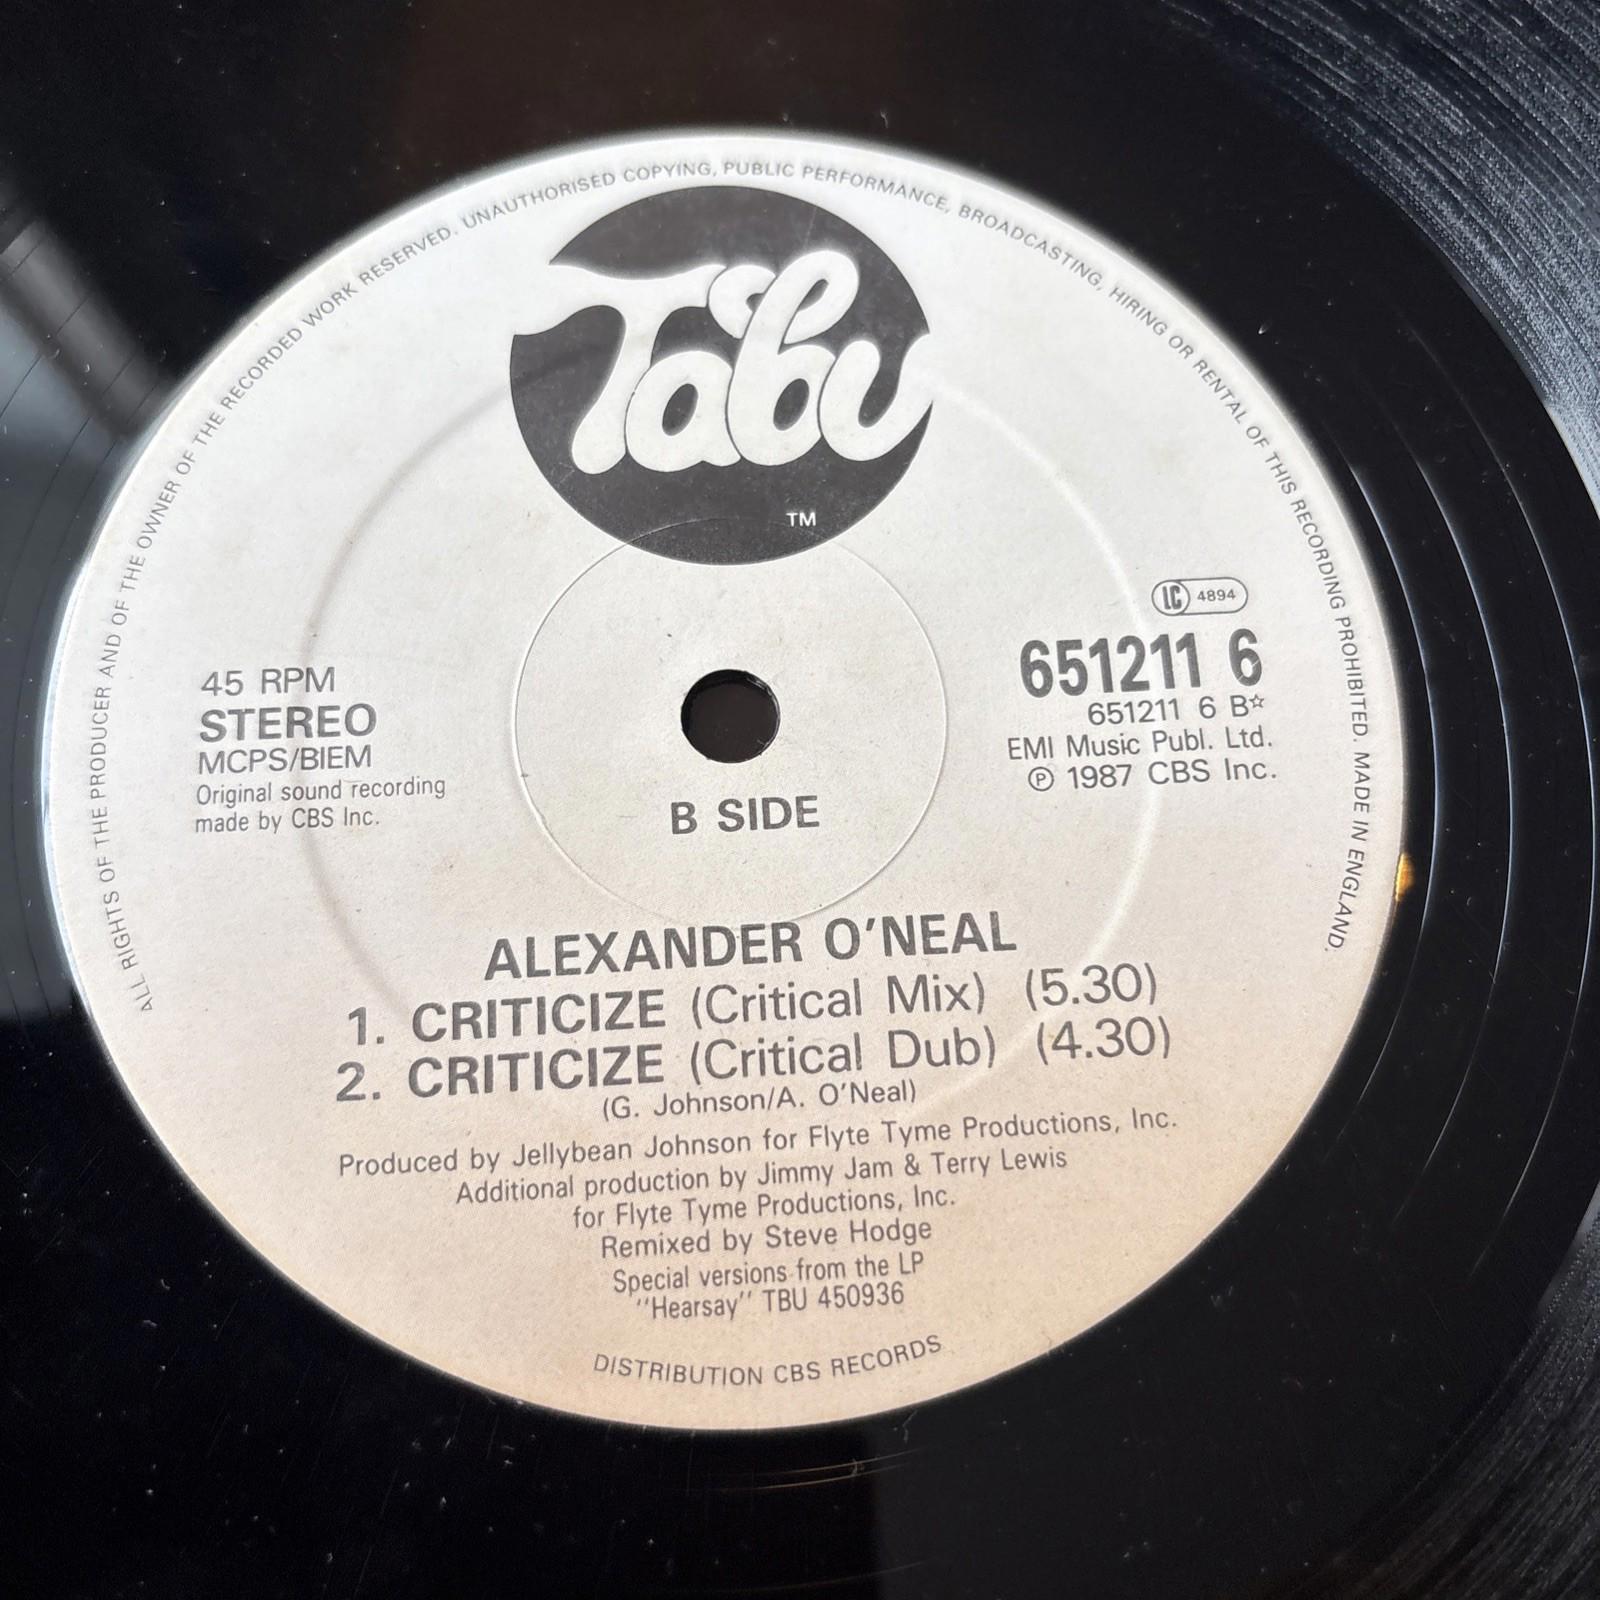 ALL RIGHTS OF THE PRODUCER AND OF THE OWNER OF THE RECORDED WORK RESERVED. UNAUTHORISED COPYING, PUBLIC PERFORMANCE, BROADCASTING, HIRING OR RENTAL OF THIS RECORDING PROHIBITED. MADE IN ENGLAND.
Tabu
TM
LC 4894
45 RPM
STEREO
MCPS/BIEM
Original sound recording
made by CBS Inc.
651211 6
651211 6 B☆
EMI Music Publ. Ltd.
℗ 1987 CBS Inc.
B SIDE
ALEXANDER O'NEAL
1. CRITICIZE (Critical Mix) (5.30)
2. CRITICIZE (Critical Dub) (4.30)
(G. Johnson/A. O'Neal)
Produced by Jellybean Johnson for Flyte Tyme Productions, Inc.
Additional production by Jimmy Jam & Terry Lewis
for Flyte Tyme Productions, Inc.
Remixed by Steve Hodge
Special versions from the LP
"Hearsay" TBU 450936
DISTRIBUTION CBS RECORDS